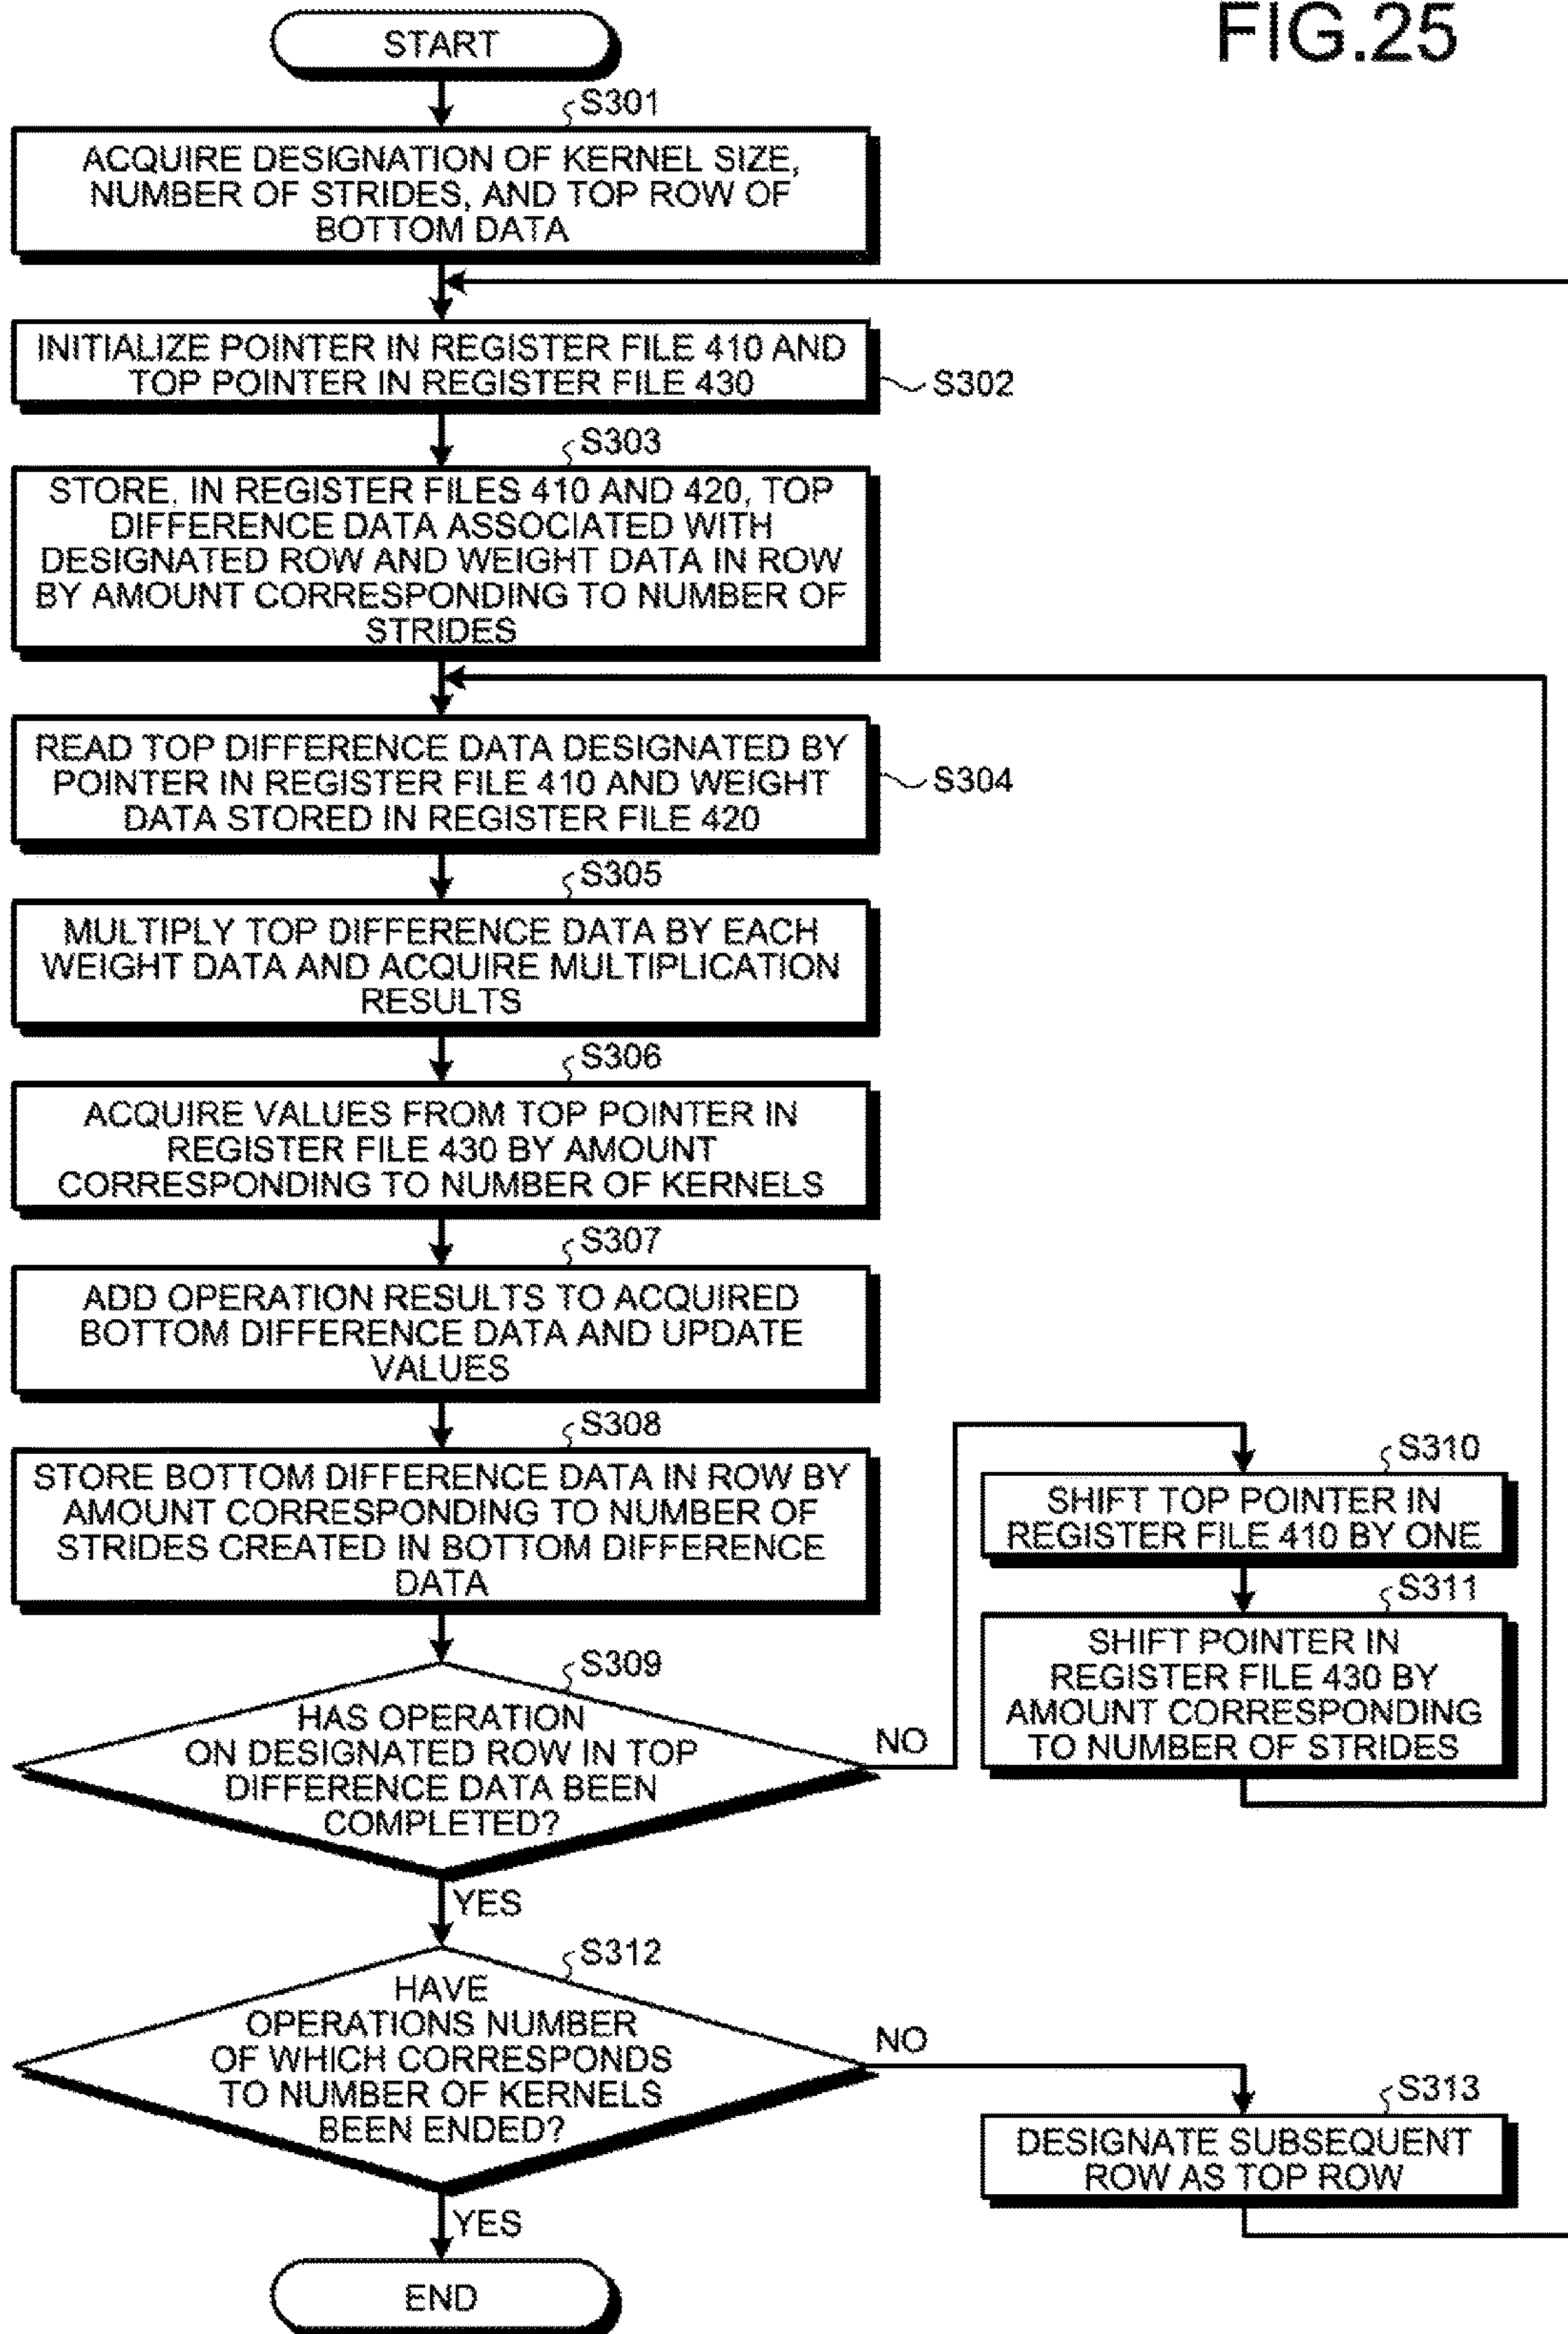 FIG.25
START
S301
ACQUIRE DESIGNATION OF KERNEL SIZE,
NUMBER OF STRIDES, AND TOP ROW OF
BOTTOM DATA
INITIALIZE POINTER IN REGISTER FILE 410 AND
TOP POINTER IN REGISTER FILE 430
S302
S303
STORE, IN REGISTER FILES 410 AND 420, TOP
DIFFERENCE DATA ASSOCIATED WITH
DESIGNATED ROW AND WEIGHT DATA IN ROW
BY AMOUNT CORRESPONDING TO NUMBER OF
STRIDES
READ TOP DIFFERENCE DATA DESIGNATED BY
POINTER IN REGISTER FILE 410 AND WEIGHT
DATA STORED IN REGISTER FILE 420
S304
S305
MULTIPLY TOP DIFFERENCE DATA BY EACH
WEIGHT DATA AND ACQUIRE MULTIPLICATION
RESULTS
S306
ACQUIRE VALUES FROM TOP POINTER IN
REGISTER FILE 430 BY AMOUNT
CORRESPONDING TO NUMBER OF KERNELS
S307
ADD OPERATION RESULTS TO ACQUIRED
BOTTOM DIFFERENCE DATA AND UPDATE
VALUES
S308
STORE BOTTOM DIFFERENCE DATA IN ROW BY
AMOUNT CORRESPONDING TO NUMBER OF
STRIDES CREATED IN BOTTOM DIFFERENCE
DATA
S309
HAS OPERATION
ON DESIGNATED ROW IN TOP
DIFFERENCE DATA BEEN
COMPLETED?
NO
S310
SHIFT TOP POINTER IN
REGISTER FILE 410 BY ONE
S311
SHIFT POINTER IN
REGISTER FILE 430 BY
AMOUNT CORRESPONDING
TO NUMBER OF STRIDES
YES
S312
HAVE
OPERATIONS NUMBER
OF WHICH CORRESPONDS
TO NUMBER OF KERNELS
BEEN ENDED?
NO
S313
DESIGNATE SUBSEQUENT
ROW AS TOP ROW
YES
END